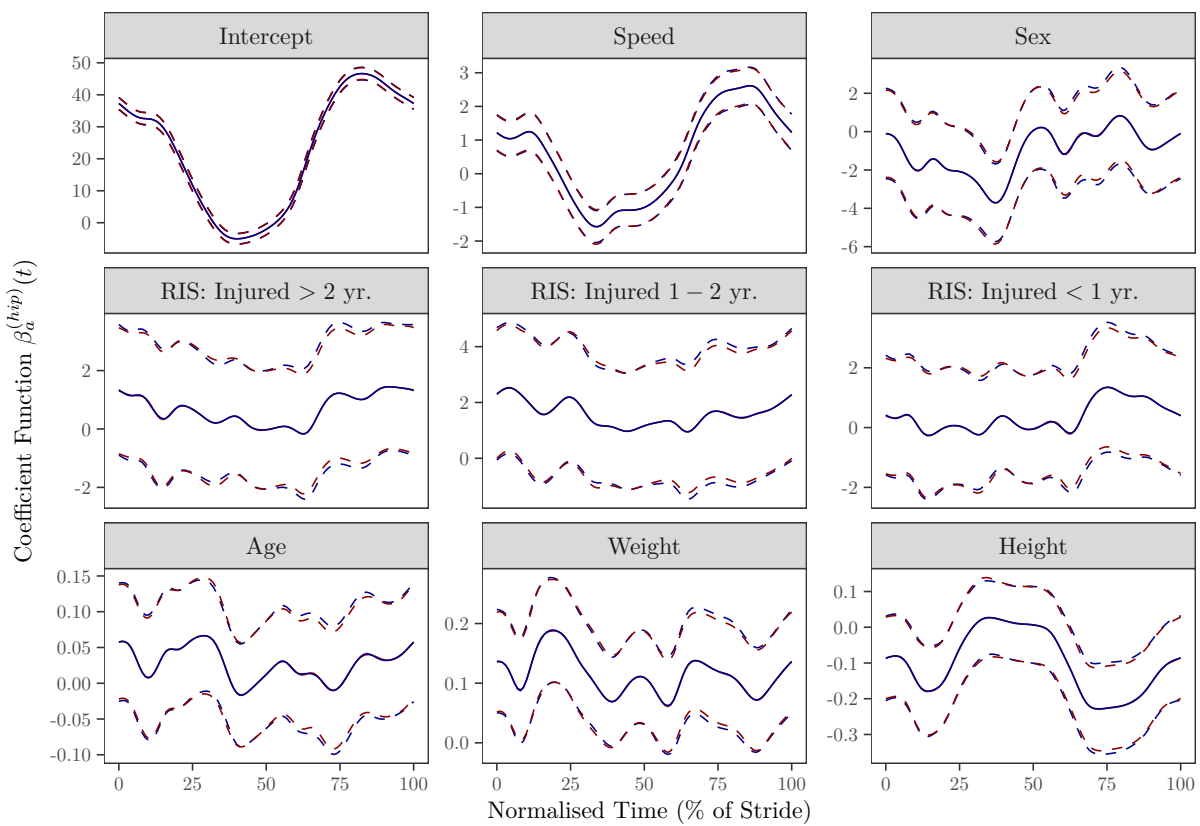 Intercept
Speed
Sex
50
40
30
20
10
0
3
2
1
0
-1
-2
2
0
-2
-4
-6
Coefficient Function β_a^{(hip)}(t)
RIS: Injured > 2 yr.
RIS: Injured 1 − 2 yr.
RIS: Injured < 1 yr.
2
0
-2
4
2
0
2
0
-2
Age
Weight
Height
0.15
0.10
0.05
0.00
-0.05
-0.10
0.2
0.1
0.0
0.1
0.0
-0.1
-0.2
-0.3
0 25 50 75 100
0 25 50 75 100
0 25 50 75 100
Normalised Time (% of Stride)